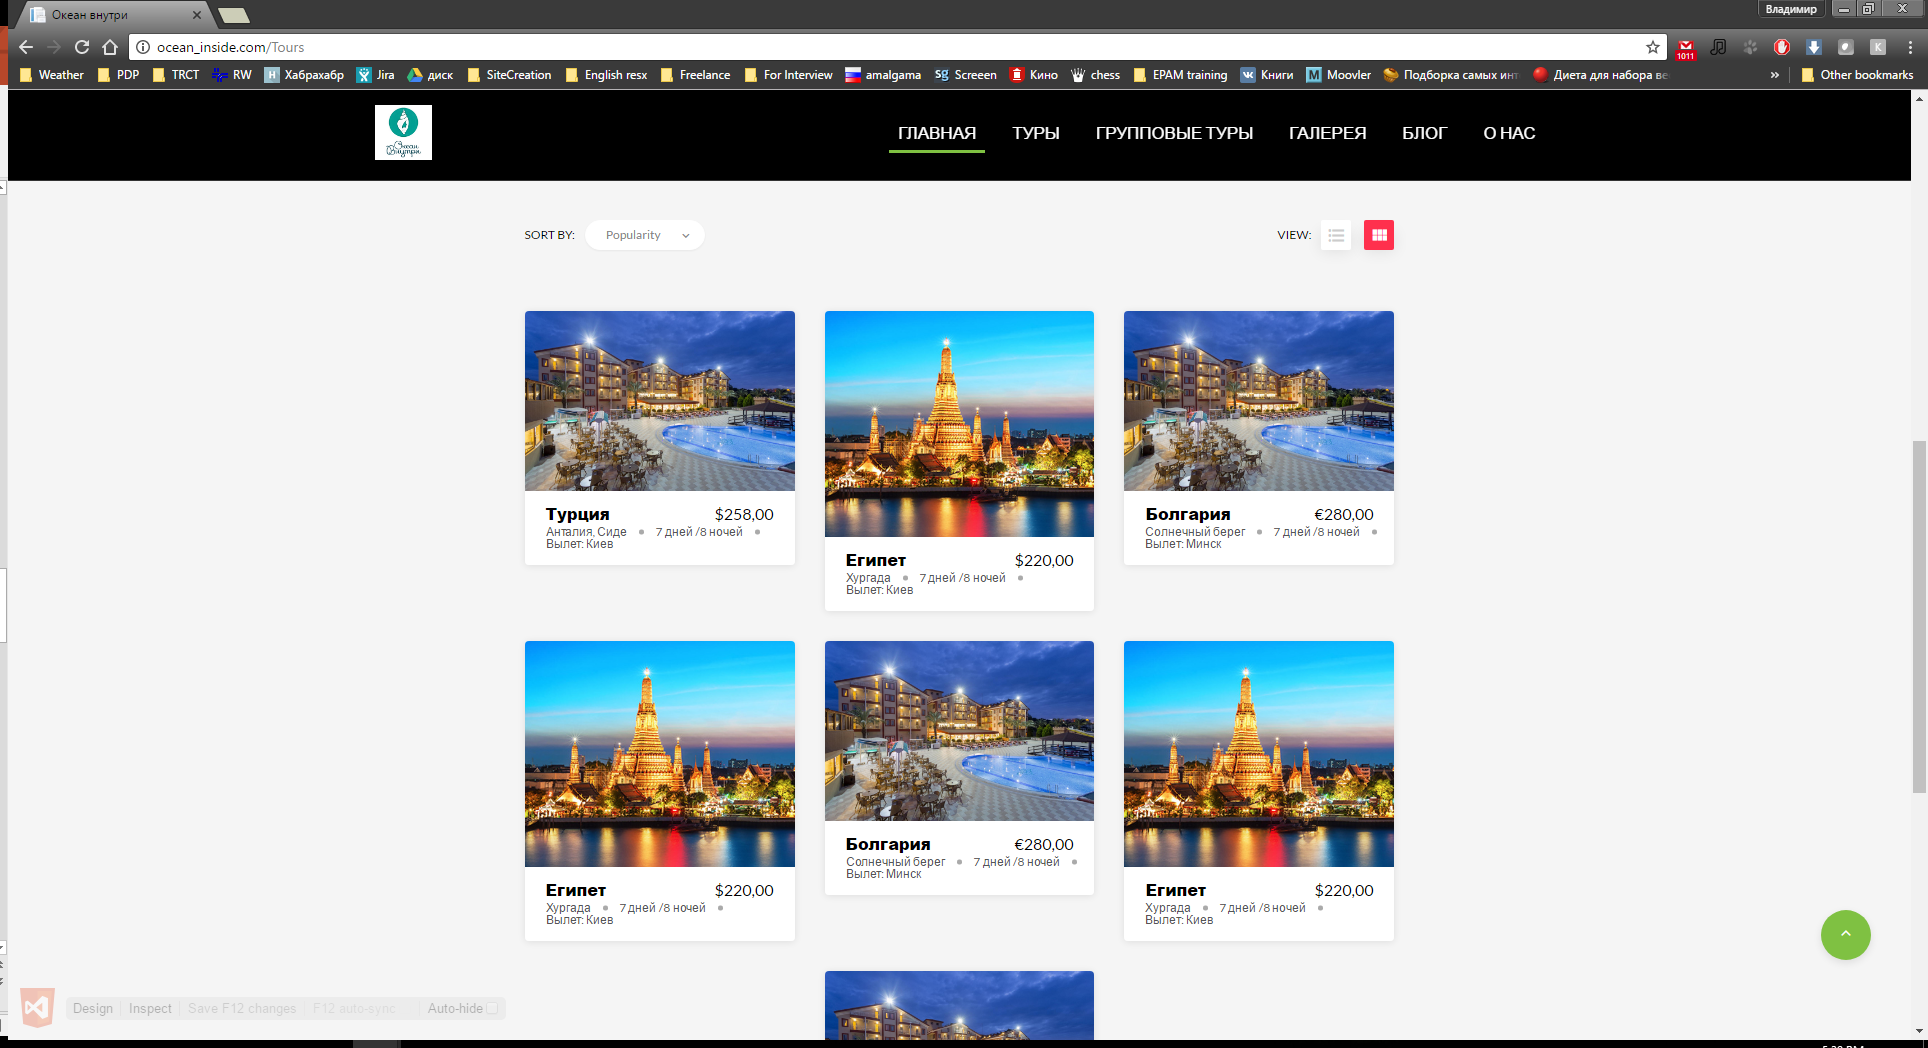 Океан внутри
Владимир
ocean_inside.com/Tours
1011
Weather PDP TRCT RW Хабрахабр Jira диск SiteCreation English resx Freelance For Interview amalgama Screeen Кино chess EPAM training Книги Moovler Подборка самых инт Диета для набора ве » Other bookmarks
Океан
Внутри
ГЛАВНАЯ ТУРЫ ГРУППОВЫЕ ТУРЫ ГАЛЕРЕЯ БЛОГ О НАС
SORT BY: Popularity VIEW:
Турция $258,00
Анталия, Сиде • 7 дней /8 ночей •
Вылет: Киев
Египет $220,00
Хургада • 7 дней /8 ночей •
Вылет: Киев
Болгария €280,00
Солнечный берег • 7 дней /8 ночей •
Вылет: Минск
Египет $220,00
Хургада • 7 дней /8 ночей •
Вылет: Киев
Болгария €280,00
Солнечный берег • 7 дней /8 ночей •
Вылет: Минск
Египет $220,00
Хургада • 7 дней /8 ночей •
Вылет: Киев
Design Inspect Save F12 changes F12 auto-sync Auto-hide